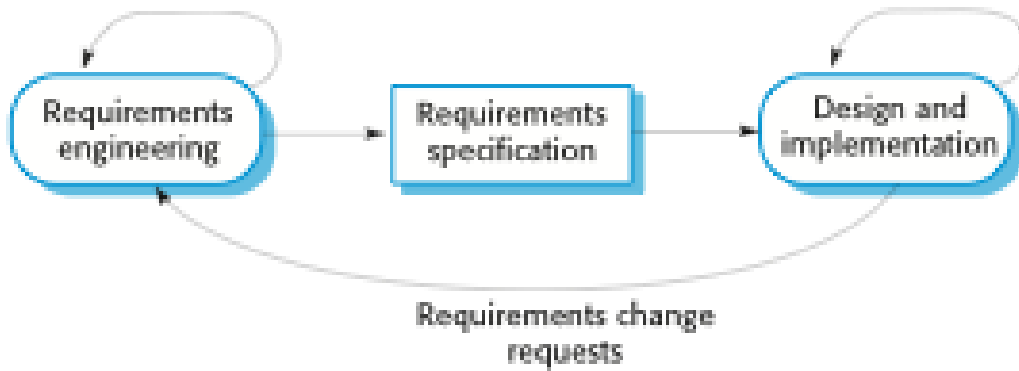 Requirements
engineering
Requirements
specification
Design and
implementation
Requirements change
requests